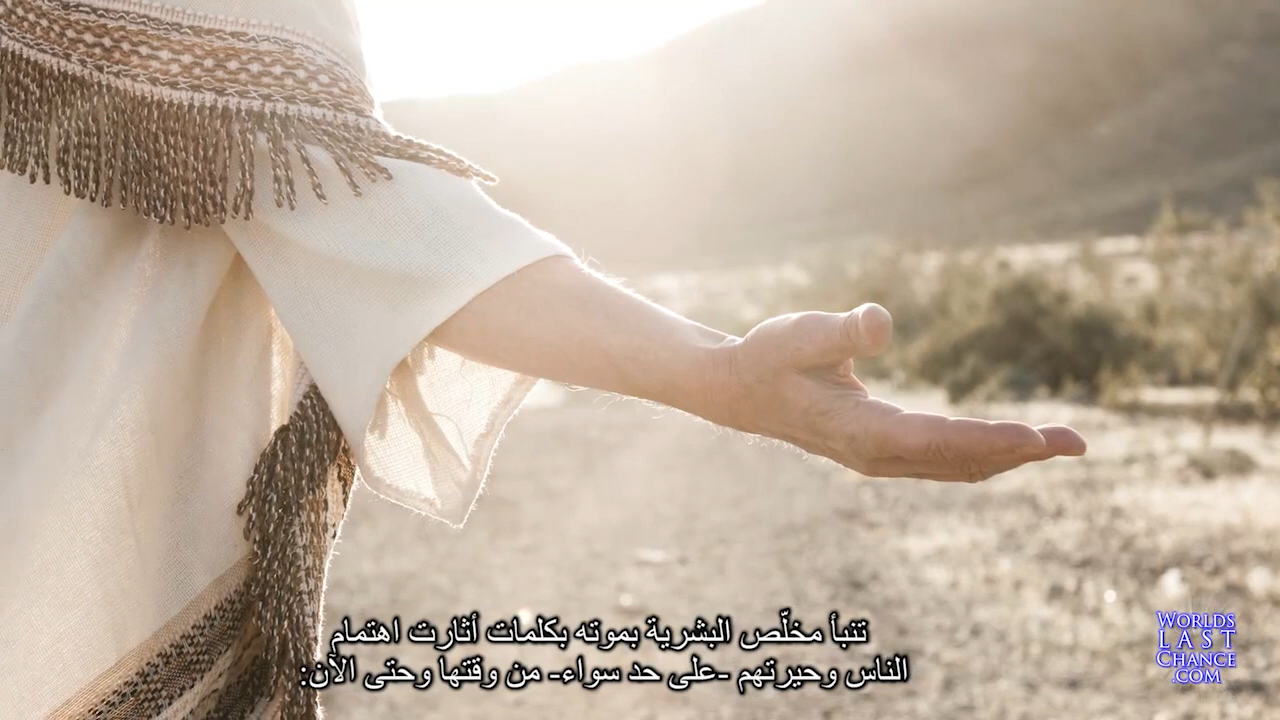 تنبأ مخلّص البشرية بموته بكلمات أثارت اهتمام
الناس وحيرتهم -على حد سواء- من وقتها وحتى الآن:
WORLDS
LAST
CHANCE
.COM